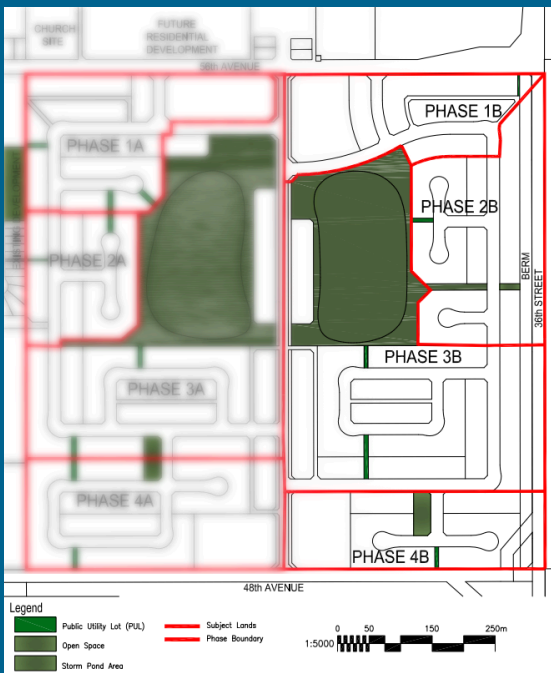 CHURCH
SITE
FUTURE
RESIDENTIAL
DEVELOPMENT
56th AVENUE
PHASE 1A
PHASE 1B
PHASE 2A
PHASE 2B
BERM
36th STREET
PHASE 3A
PHASE 3B
PHASE 4A
PHASE 4B
48th AVENUE
Legend
Public Utility Lot (PUL)
Open Space
Storm Pond Area
Subject Lands
Phase Boundary
1:5000
0 50 150 250m